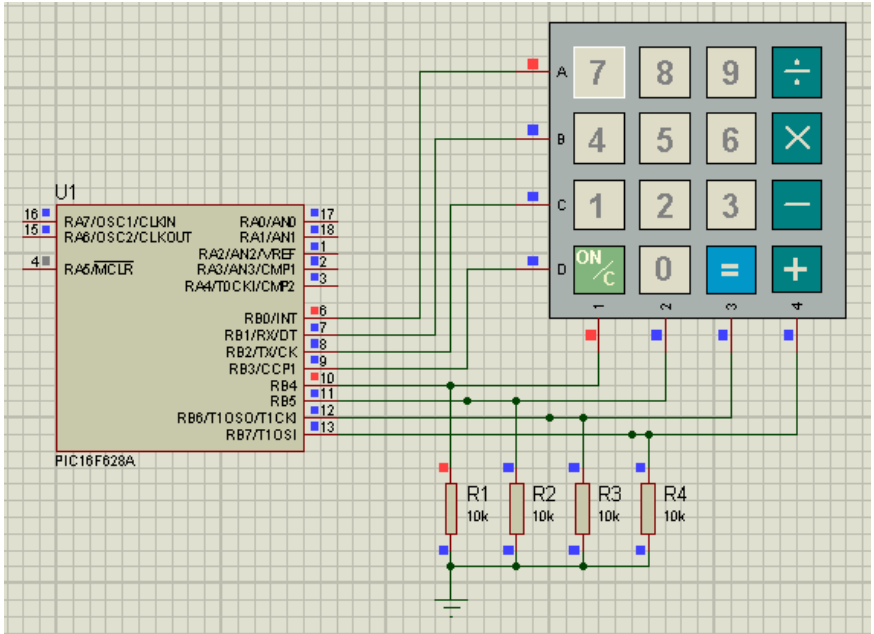 U1
16
RA7/OSC1/CLKIN
15
RA6/OSC2/CLKOUT
4
RA5/MCLR
RA0/AN0
17
RA1/AN1
18
RA2/AN2/VREF
1
RA3/AN3/CMP1
2
RA4/T0CKI/CMP2
3
RB0/INT
6
RB1/RX/DT
7
RB2/TX/CK
8
RB3/CCP1
9
RB4
10
RB5
11
RB6/T1OSO/T1CKI
12
RB7/T1OSI
13
PIC16F628A
A
7
8
9
÷
B
4
5
6
×
C
1
2
3
−
D
ON/C
0
=
+
1
2
3
4
R1
10k
R2
10k
R3
10k
R4
10k